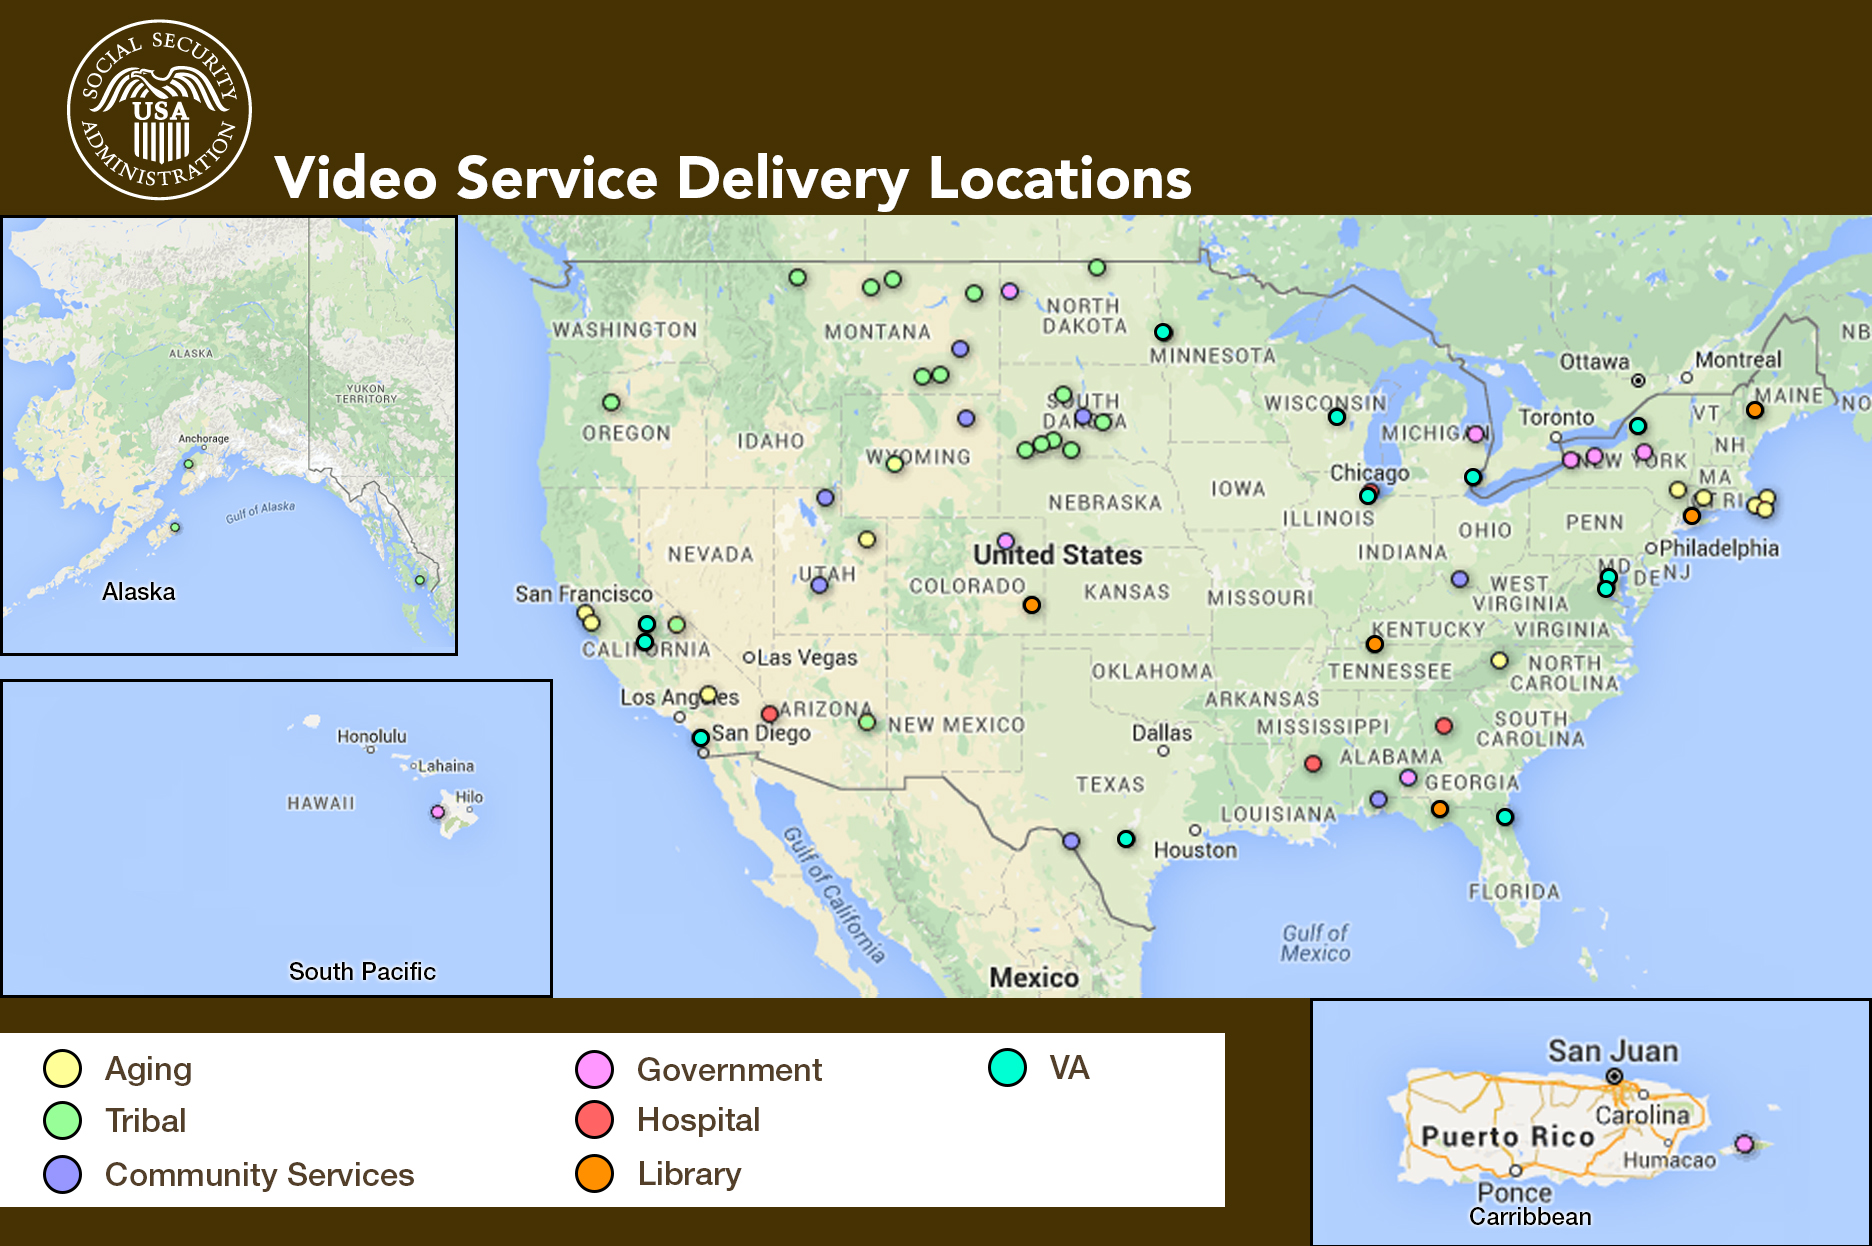 SOCIAL SECURITY
USA
ADMINISTRATION
Video Service Delivery Locations
ALASKA
YUKON
TERRITORY
Anchorage
Gulf of Alaska
Alaska
Honolulu
Lahaina
HAWAII
Hilo
South Pacific
WASHINGTON
MONTANA
NORTH
DAKOTA
MINNESOTA
Ottawa
Montreal
NB
MAINE
NO
OREGON
IDAHO
WYOMING
SOUTH
DAKOTA
WISCONSIN
MICHIGAN
Toronto
VT
NH
NEW YORK
MA
CT RI
Chicago
IOWA
NEBRASKA
ILLINOIS
INDIANA
OHIO
PENN
Philadelphia
MD
DE
NJ
NEVADA
UTAH
United States
COLORADO
KANSAS
MISSOURI
WEST
VIRGINIA
KENTUCKY
VIRGINIA
San Francisco
CALIFORNIA
Las Vegas
Los Angeles
ARIZONA
San Diego
NEW MEXICO
OKLAHOMA
ARKANSAS
TENNESSEE
NORTH
CAROLINA
MISSISSIPPI
SOUTH
CAROLINA
Dallas
ALABAMA
GEORGIA
TEXAS
LOUISIANA
Houston
FLORIDA
Gulf of California
Gulf of
Mexico
Mexico
Aging
Tribal
Community Services
Government
Hospital
Library
VA
San Juan
Carolina
Puerto Rico
Humacao
Ponce
Carribbean